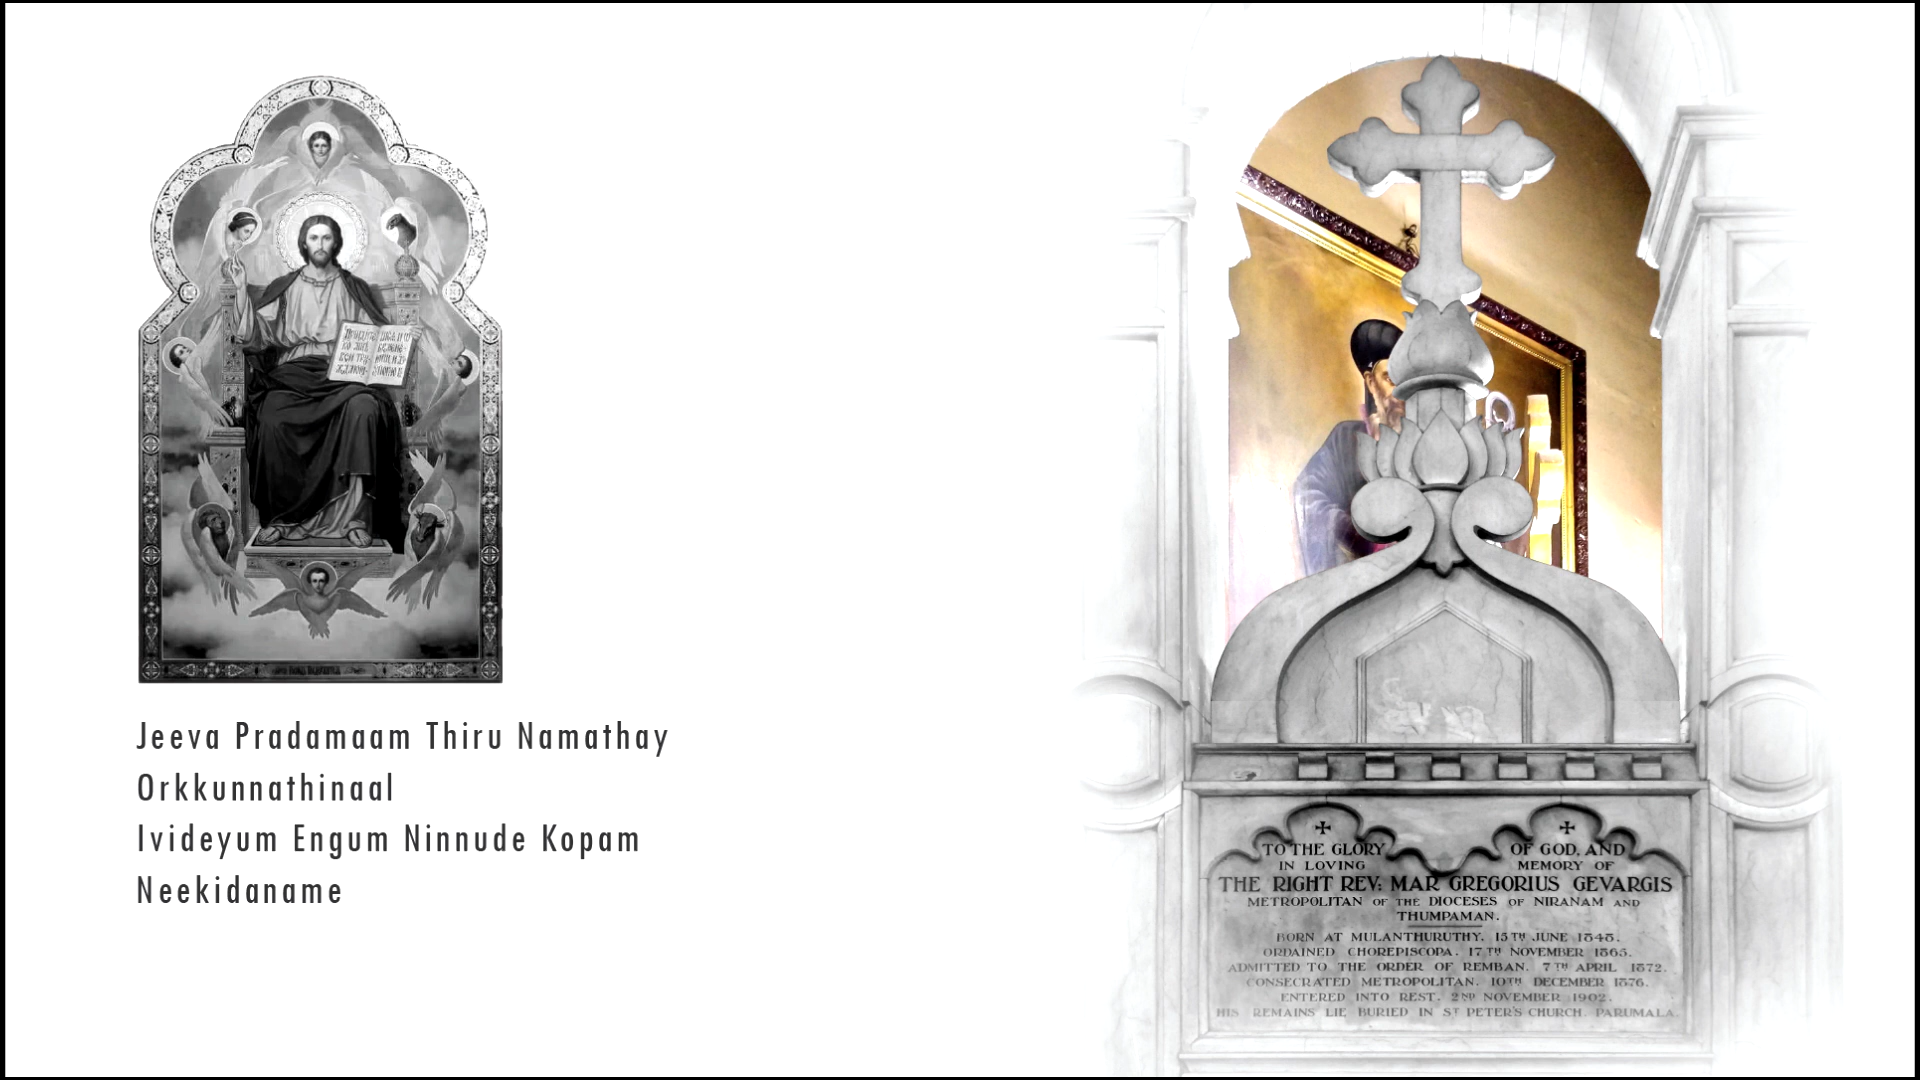 Jeeva Pradamaam Thiru Namathay
Orkkunnathinaal
Ivideyum Engum Ninnude Kopam
Neekidaname
TO THE GLORY OF GOD, AND
IN LOVING MEMORY OF
THE RIGHT REV: MAR GREGORIUS GEVARGIS
METROPOLITAN OF THE DIOCESES OF NIRANAM AND
THUMPAMAN.
BORN AT MULANTHURUTHY. 15TH JUNE 1848.
ORDAINED CHOREPISCOPA. 17TH NOVEMBER 1865.
ADMITTED TO THE ORDER OF REMBAN. 7TH APRIL 1872.
CONSECRATED METROPOLITAN. 10TH DECEMBER 1876.
ENTERED INTO REST. 2ND NOVEMBER 1902.
HIS REMAINS LIE BURIED IN ST PETER'S CHURCH. PARUMALA.